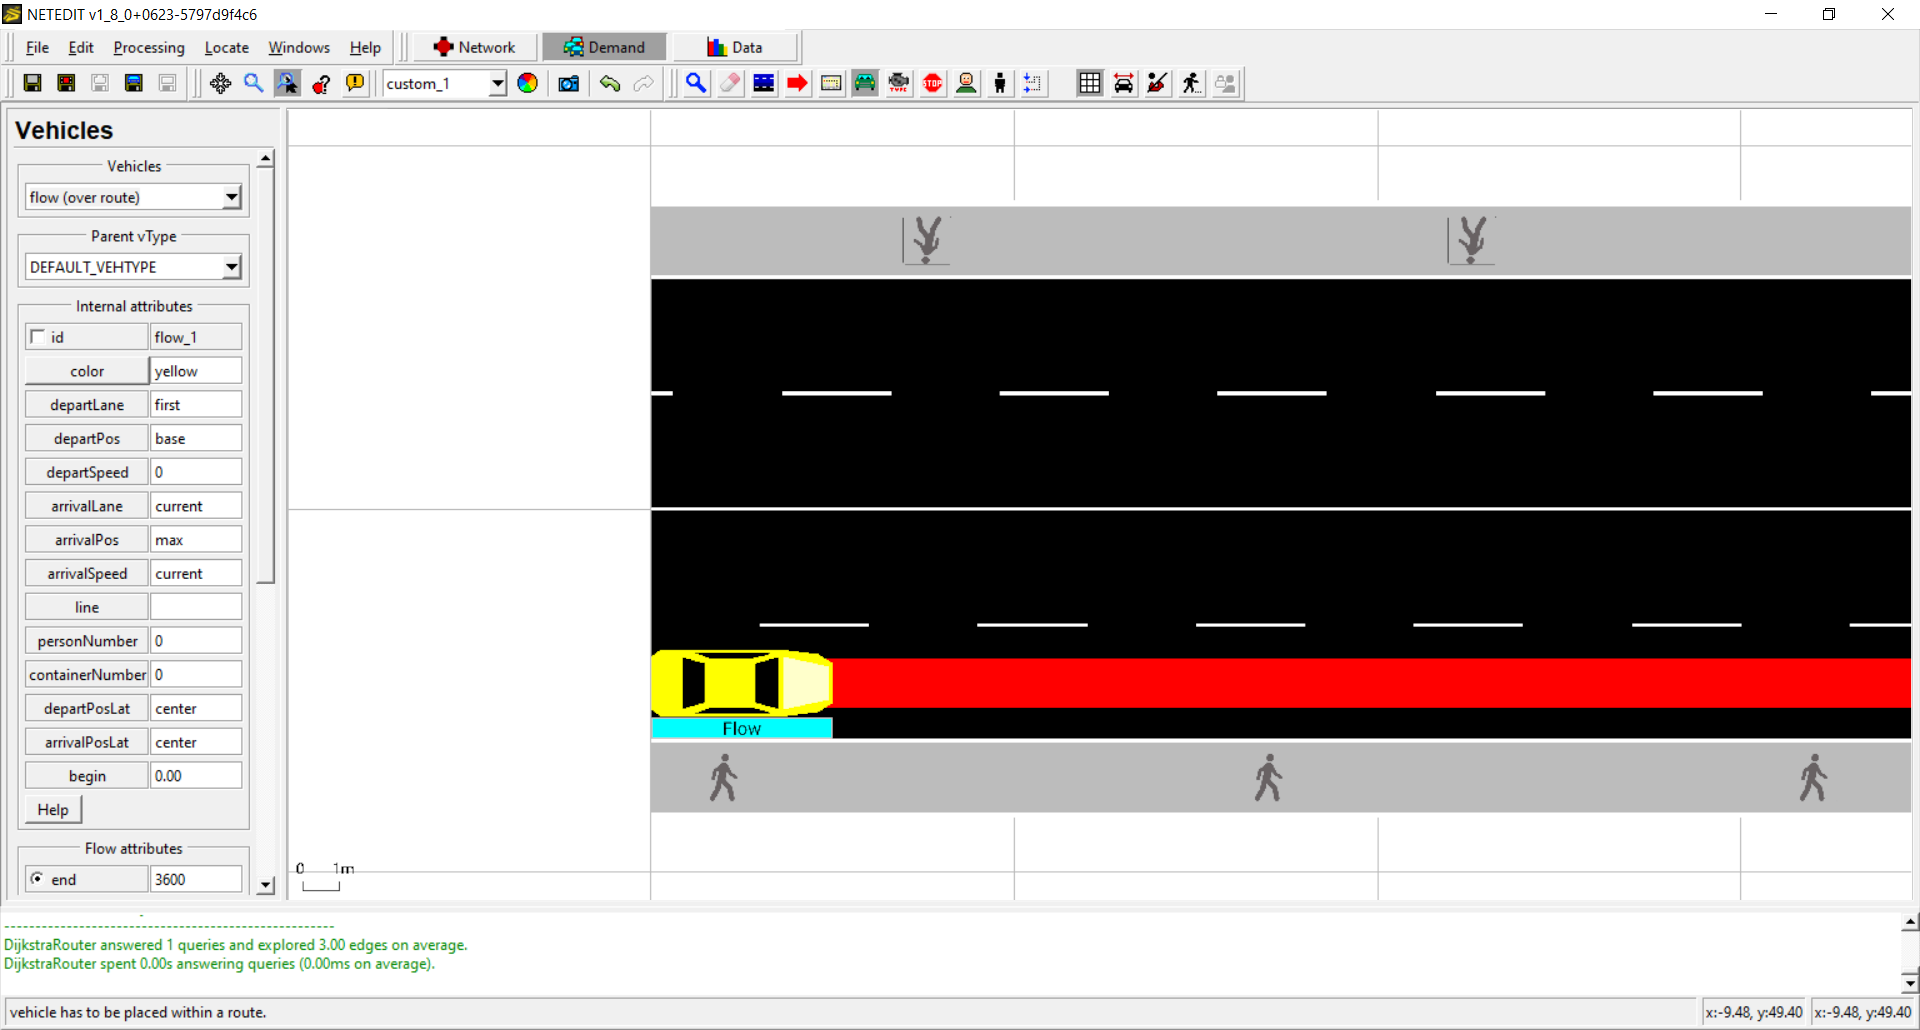 NETEDIT v1_8_0+0623-5797d9f4c6
File Edit Processing Locate Windows Help Network Demand Data
custom_1 TYPE STOP
Vehicles
Vehicles
flow (over route)
Parent vType
DEFAULT_VEHTYPE
Internal attributes
id flow_1
color yellow
departLane first
departPos base
departSpeed 0
arrivalLane current
arrivalPos max
arrivalSpeed current
line
personNumber 0
containerNumber 0
departPosLat center
arrivalPosLat center
begin 0.00
Help
Flow attributes
end 3600
Flow
0 1m
--------------------------------------------------
DijkstraRouter answered 1 queries and explored 3.00 edges on average.
DijkstraRouter spent 0.00s answering queries (0.00ms on average).
vehicle has to be placed within a route.
x:-9.48, y:49.40 x:-9.48, y:49.40